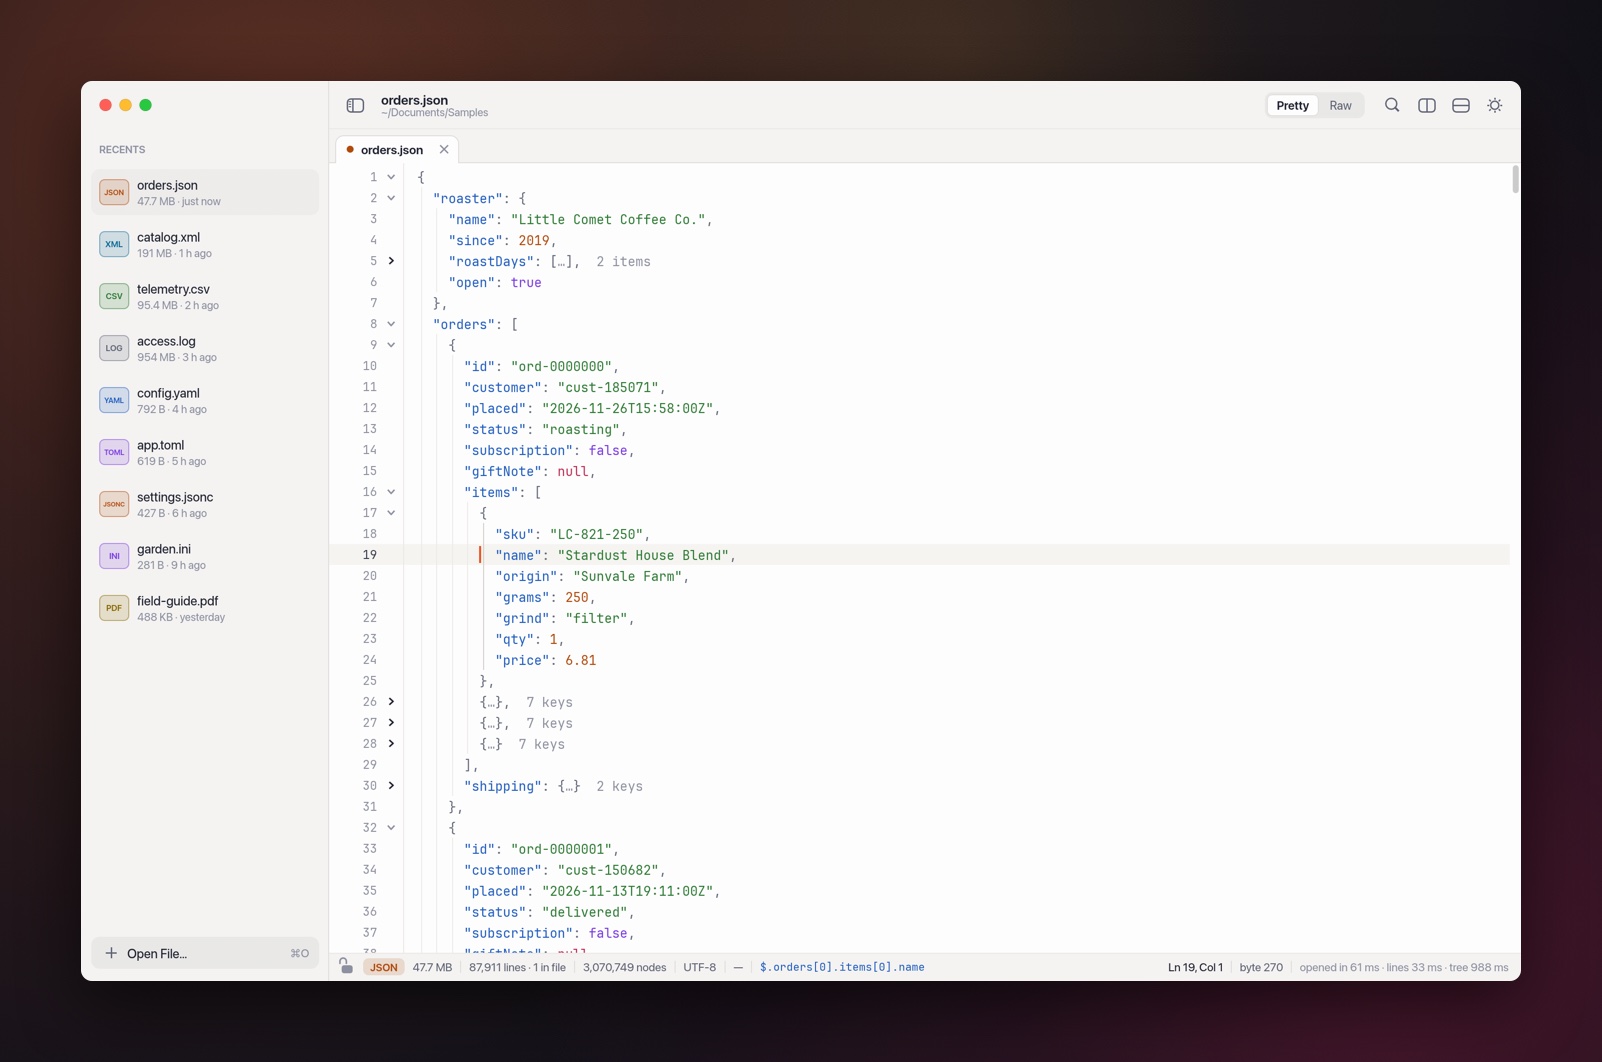 orders.json
~/Documents/Samples
Pretty
Raw
RECENTS
JSON
orders.json
47.7 MB · just now
XML
catalog.xml
191 MB · 1 h ago
CSV
telemetry.csv
95.4 MB · 2 h ago
LOG
access.log
954 MB · 3 h ago
YAML
config.yaml
792 B · 4 h ago
TOML
app.toml
619 B · 5 h ago
JSONC
settings.jsonc
427 B · 6 h ago
INI
garden.ini
281 B · 9 h ago
PDF
field-guide.pdf
488 KB · yesterday
Open File... ⌘O
orders.json
1 {
2 "roaster": {
3 "name": "Little Comet Coffee Co.",
4 "since": 2019,
5 "roastDays": […], 2 items
6 "open": true
7 },
8 "orders": [
9 {
10 "id": "ord-0000000",
11 "customer": "cust-185071",
12 "placed": "2026-11-26T15:58:00Z",
13 "status": "roasting",
14 "subscription": false,
15 "giftNote": null,
16 "items": [
17 {
18 "sku": "LC-821-250",
19 "name": "Stardust House Blend",
20 "origin": "Sunvale Farm",
21 "grams": 250,
22 "grind": "filter",
23 "qty": 1,
24 "price": 6.81
25 },
26 {…}, 7 keys
27 {…}, 7 keys
28 {…} 7 keys
29 ],
30 "shipping": {…} 2 keys
31 },
32 {
33 "id": "ord-0000001",
34 "customer": "cust-150682",
35 "placed": "2026-11-13T19:11:00Z",
36 "status": "delivered",
37 "subscription": false,
38 "giftNote": null,
JSON 47.7 MB 87,911 lines · 1 in file 3,070,749 nodes UTF-8 — $.orders[0].items[0].name Ln 19, Col 1 byte 270 opened in 61 ms · lines 33 ms · tree 988 ms